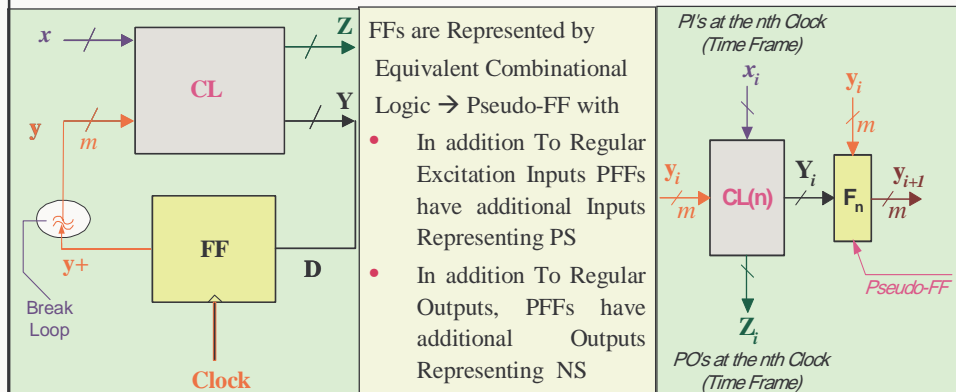 x
Z
CL
Y
y
m
FF
y+
D
Break
Loop
Clock
FFs are Represented by
Equivalent Combinational
Logic → Pseudo-FF with
• In addition To Regular
Excitation Inputs PFFs
have additional Inputs
Representing PS
• In addition To Regular
Outputs, PFFs have
additional Outputs
Representing NS
PI's at the nth Clock
(Time Frame)
xi
yi
m
yi
m
CL(n)
Yi
Fn
yi+1
m
Pseudo-FF
Zi
PO's at the nth Clock
(Time Frame)